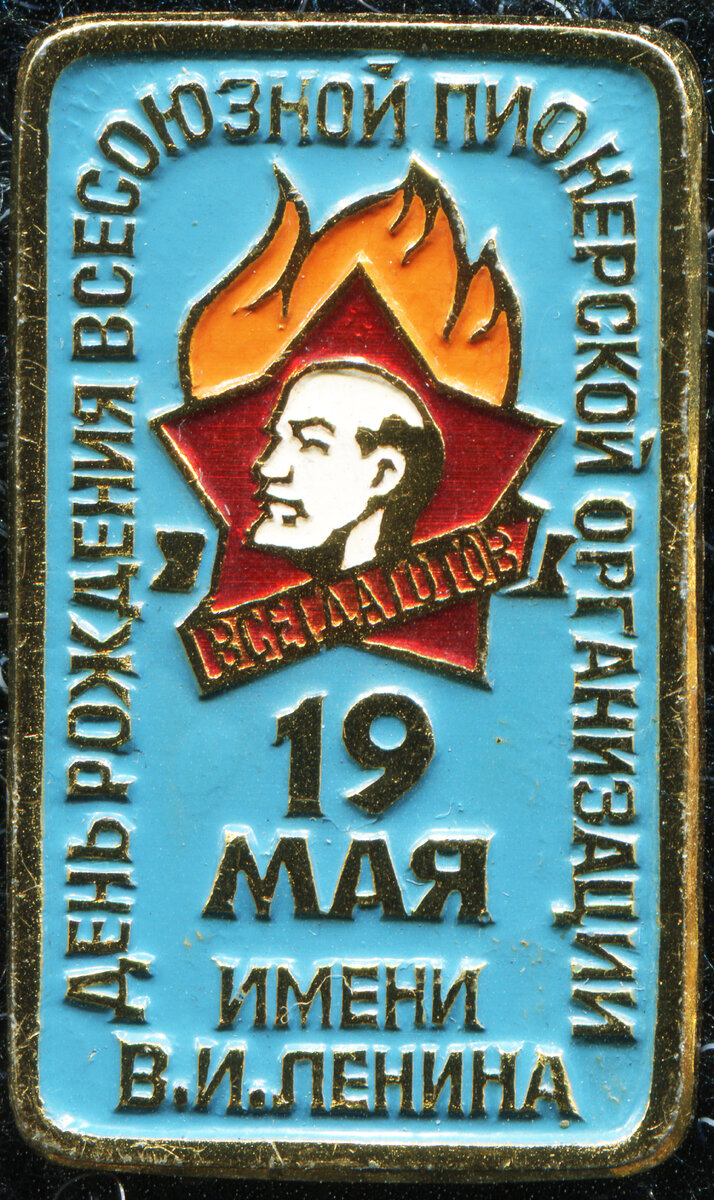 ДЕНЬ РОЖДЕНИЯ ВСЕСОЮЗНОЙ ПИОНЕРСКОЙ ОРГАНИЗАЦИИ
ВСЕГДА ГОТОВ
19
МАЯ
ИМЕНИ
В.И.ЛЕНИНА